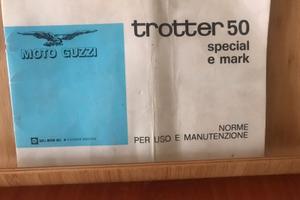 MOTO GUZZI
trotter 50
special
e mark
NORME
PER USO E MANUTENZIONE